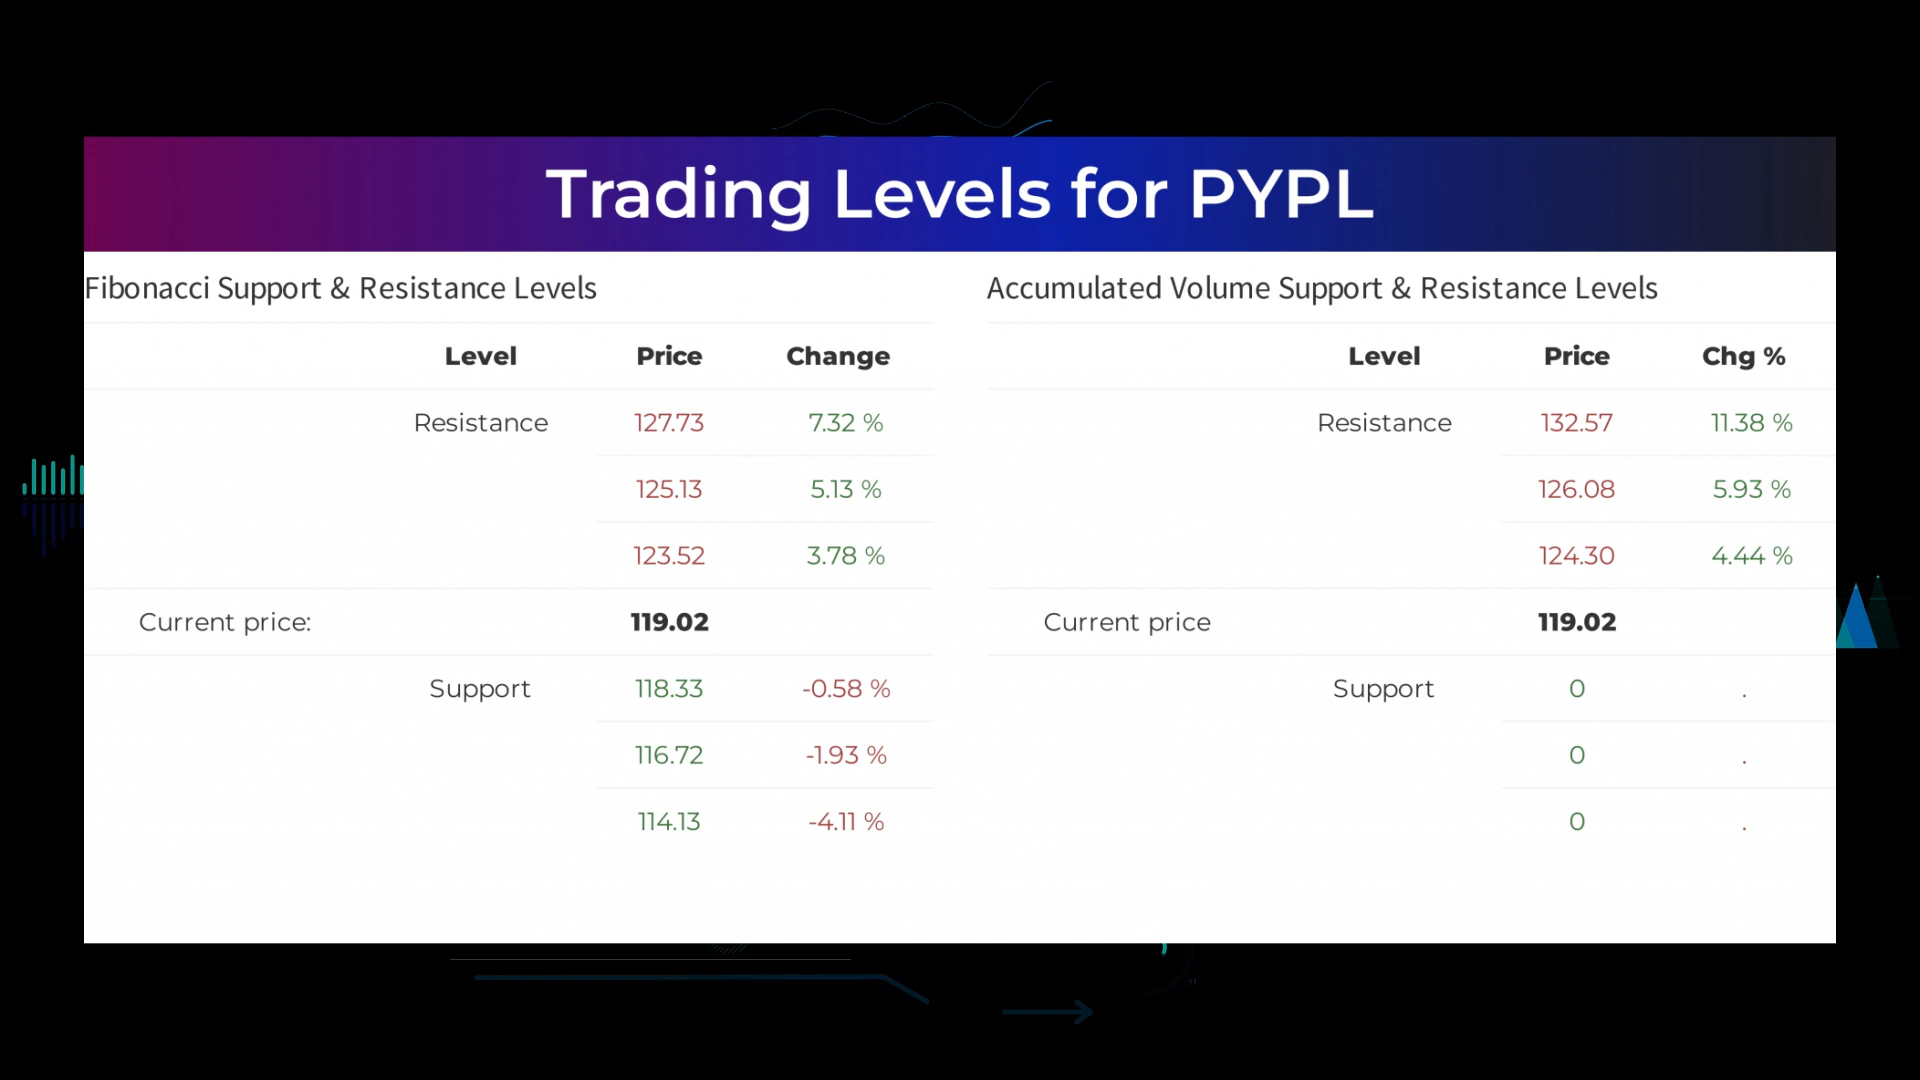 Trading Levels for PYPL
Fibonacci Support & Resistance Levels
Level Price Change
Resistance 127.73 7.32 %
125.13 5.13 %
123.52 3.78 %
Current price: 119.02
Support 118.33 -0.58 %
116.72 -1.93 %
114.13 -4.11 %
Accumulated Volume Support & Resistance Levels
Level Price Chg %
Resistance 132.57 11.38 %
126.08 5.93 %
124.30 4.44 %
Current price 119.02
Support 0 .
0 .
0 .